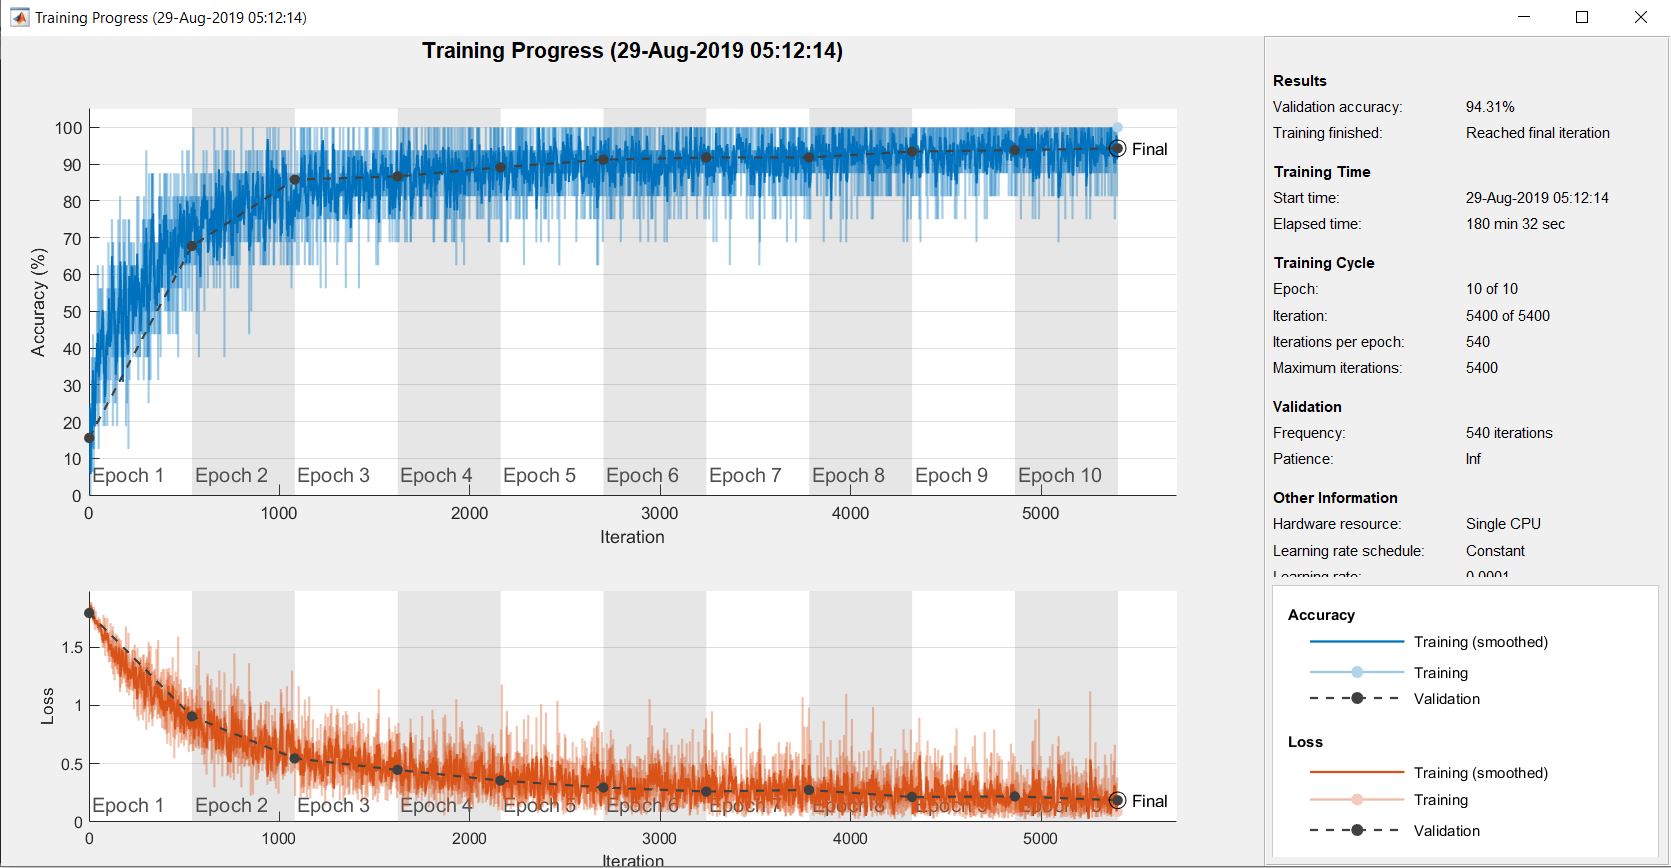 Training Progress (29-Aug-2019 05:12:14)
Training Progress (29-Aug-2019 05:12:14)
100
90
80
70
60
50
40
30
20
10
0
Accuracy (%)
Final
Epoch 1 Epoch 2 Epoch 3 Epoch 4 Epoch 5 Epoch 6 Epoch 7 Epoch 8 Epoch 9 Epoch 10
0 1000 2000 3000 4000 5000
Iteration
1.5
1
0.5
0
Loss
Final
Epoch 1 Epoch 2 Epoch 3 Epoch 4 Epoch 5 Epoch 6 Epoch 7 Epoch 8
0 1000 2000 3000 4000 5000
Iteration
Results
Validation accuracy: 94.31%
Training finished: Reached final iteration
Training Time
Start time: 29-Aug-2019 05:12:14
Elapsed time: 180 min 32 sec
Training Cycle
Epoch: 10 of 10
Iteration: 5400 of 5400
Iterations per epoch: 540
Maximum iterations: 5400
Validation
Frequency: 540 iterations
Patience: Inf
Other Information
Hardware resource: Single CPU
Learning rate schedule: Constant
Learning rate: 0.0001
Accuracy
Training (smoothed)
Training
Validation
Loss
Training (smoothed)
Training
Validation